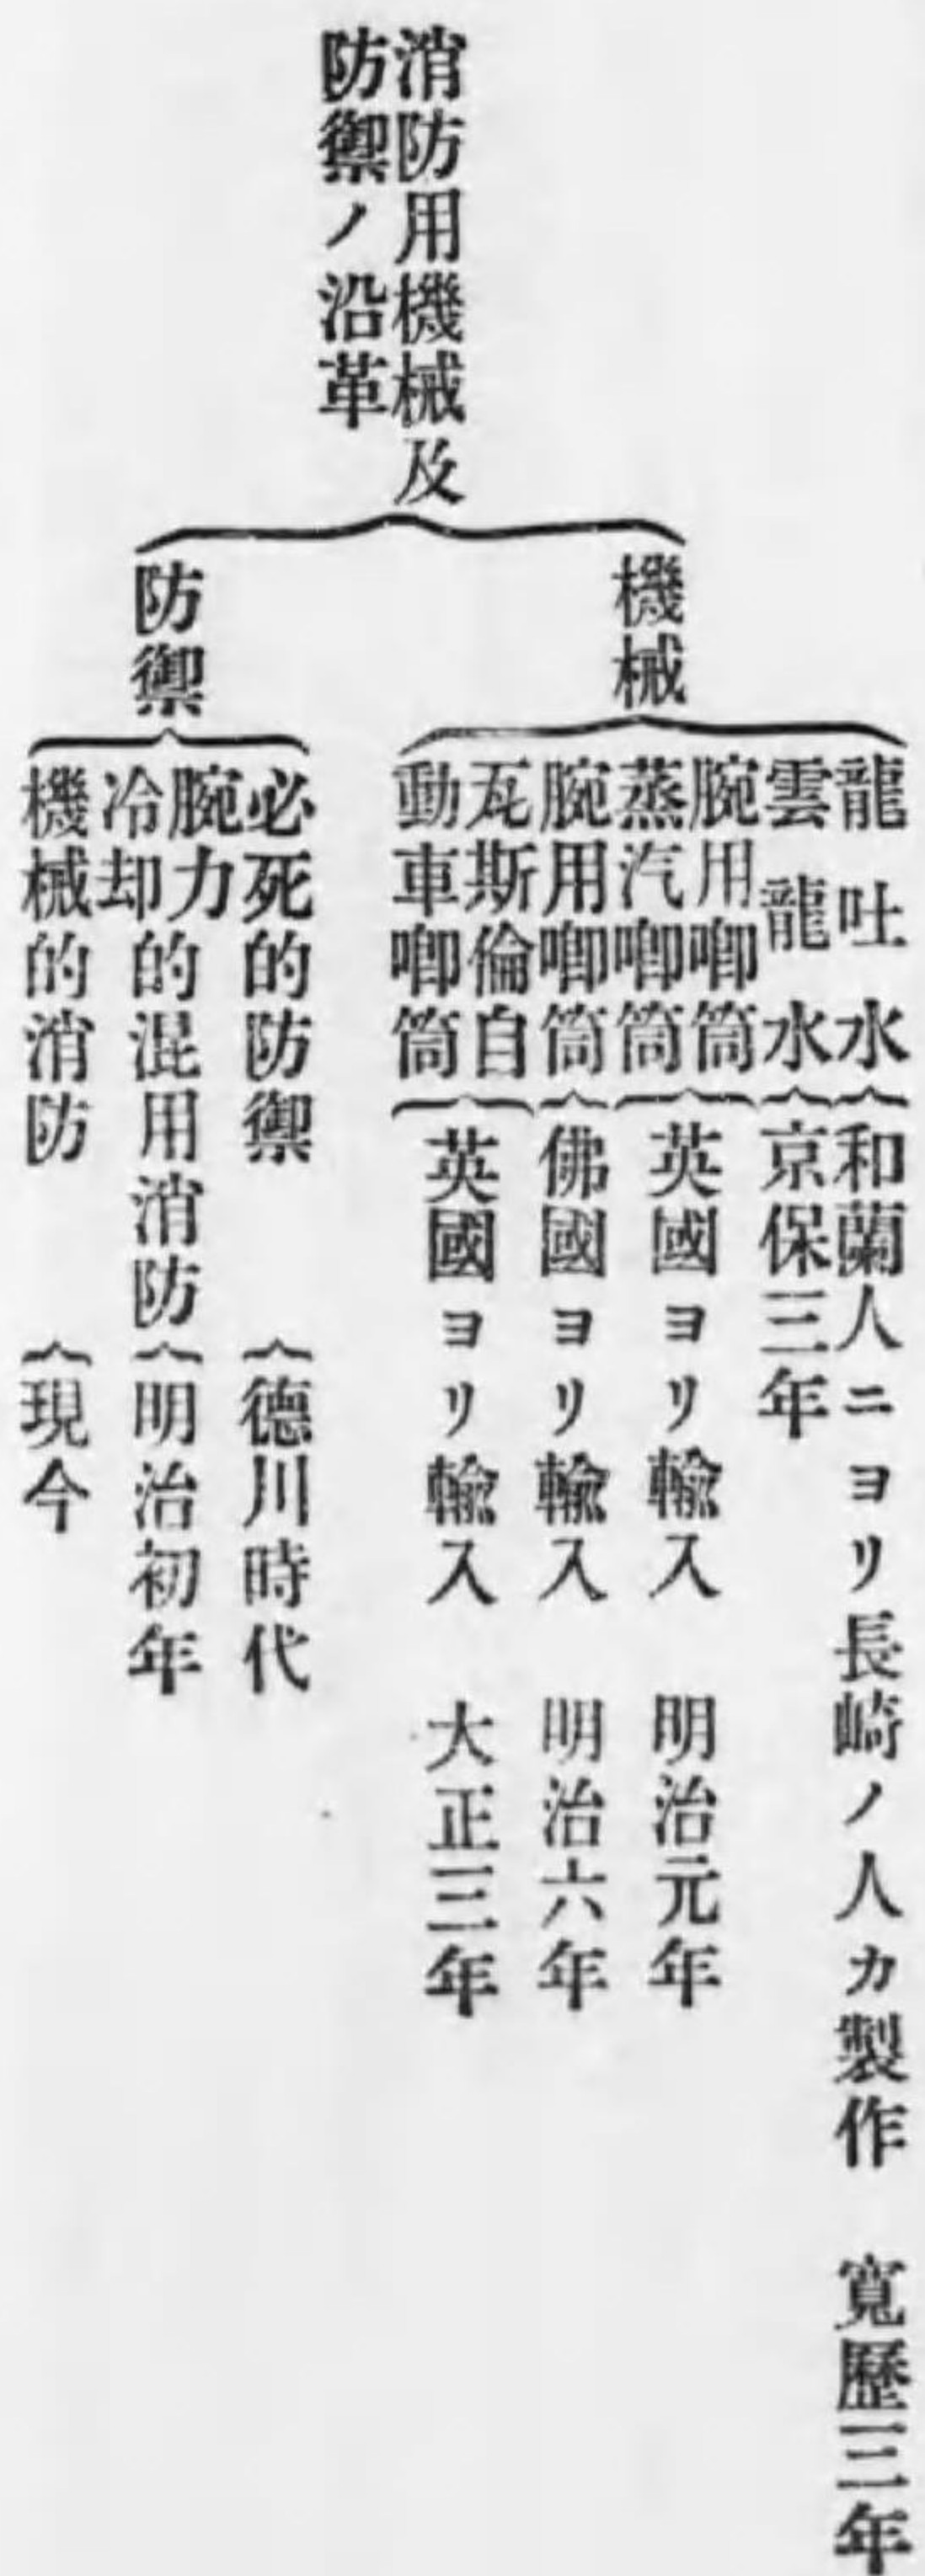 消防用機械及
防禦ノ沿革
機械
龍吐水
和蘭人ニヨリ長崎ノ人カ製作 寬歷三年
雲龍水
京保三年
腕用喞筒
蒸汽喞筒
英國ヨリ輸入 明治元年
腕用喞筒
佛國ヨリ輸入 明治六年
瓦斯倫自
動車喞筒
英國ヨリ輸入 大正三年
防禦
必死的防禦
德川時代
腕力
冷却
的混用消防
明治初年
機械的消防
現今